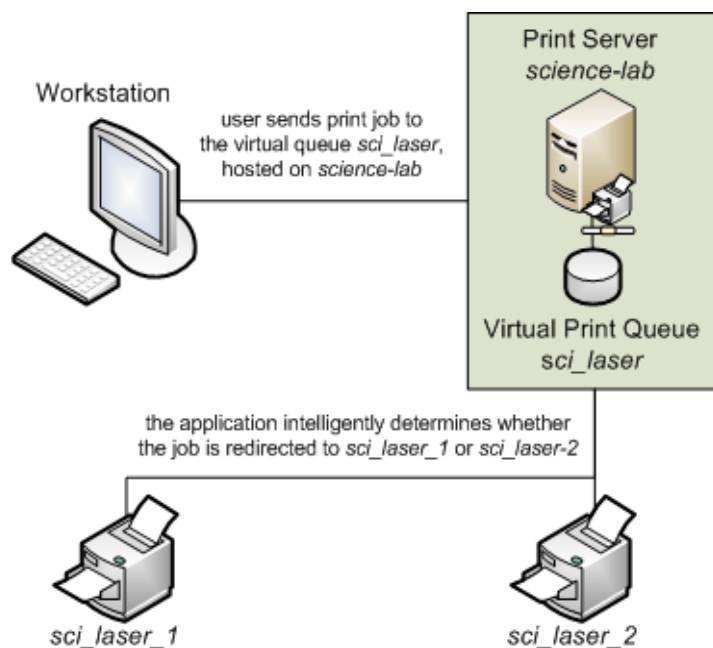 Print Server
science-lab
Workstation
user sends print job to
the virtual queue sci_laser,
hosted on science-lab
Virtual Print Queue
sci_laser
the application intelligently determines whether
the job is redirected to sci_laser_1 or sci_laser-2
sci_laser_1
sci_laser_2